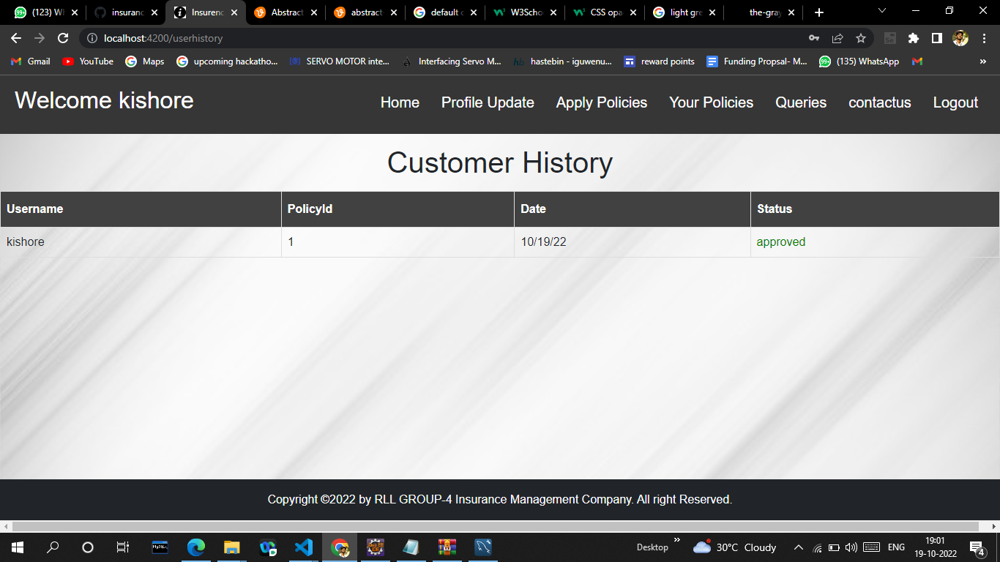 (123) W
insuranc
Insurenc
Abstract
abstract
default c
W3Scho
CSS opa
light gre
the-gray
localhost:4200/userhistory
Gmail
YouTube
Maps
upcoming hackatho...
SERVO MOTOR inte...
Interfacing Servo M...
hastebin - iguwenu...
reward points
Funding Propsal- M...
(135) WhatsApp
»
Welcome kishore
Home
Profile Update
Apply Policies
Your Policies
Queries
contactus
Logout
Customer History
Username PolicyId Date Status
kishore 1 10/19/22 approved
Copyright ©2022 by RLL GROUP-4 Insurance Management Company. All right Reserved.
Desktop
»
30°C Cloudy
ENG
19:01
19-10-2022
4